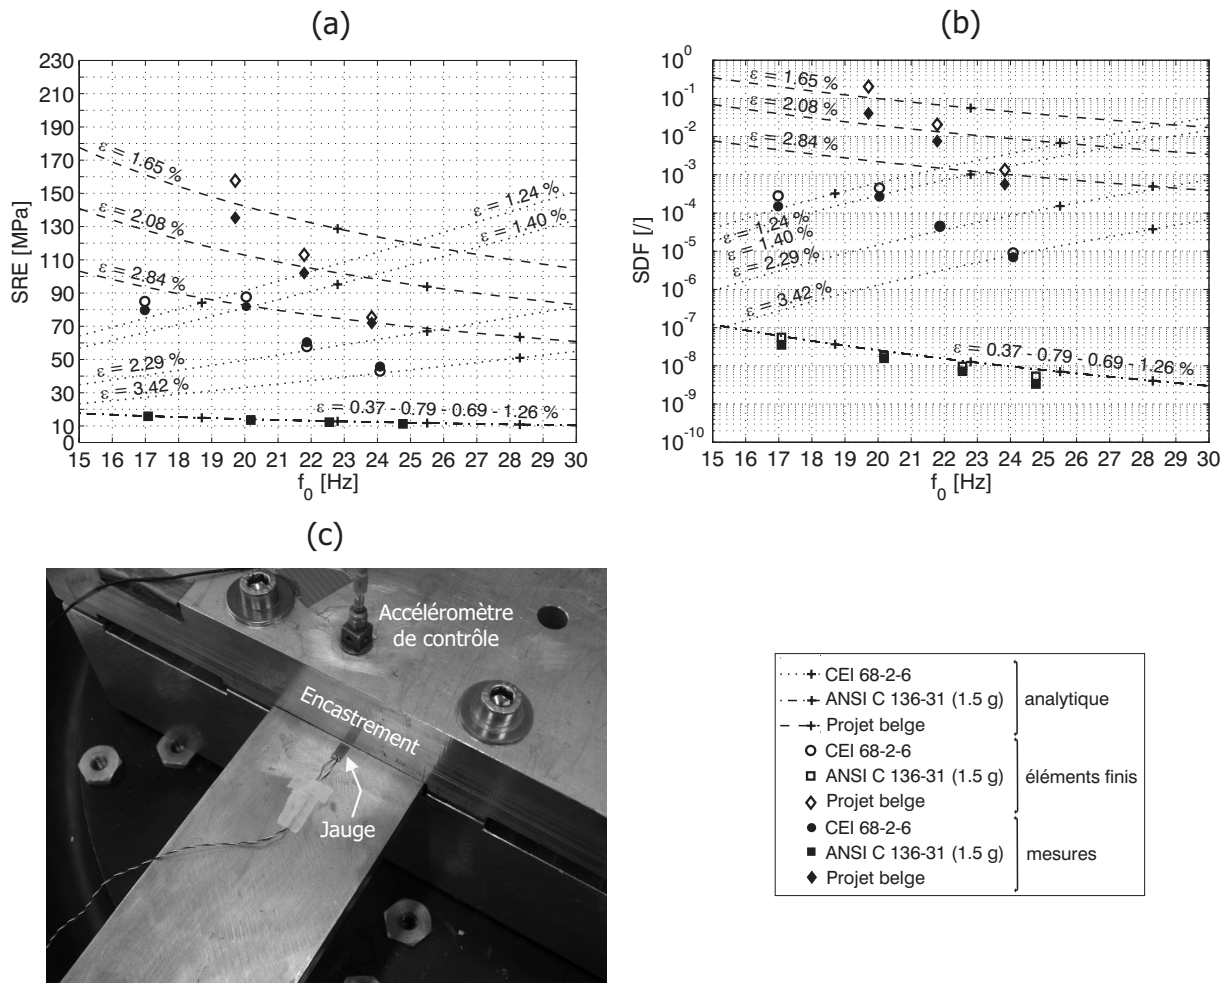 (a)
230
210
190
170
150
130
110
90
70
50
30
10
0
SRE [MPa]
15 16 17 18 19 20 21 22 23 24 25 26 27 28 29 30
f0 [Hz]
ε = 1.65 %
ε = 2.08 %
ε = 2.84 %
ε = 1.24 %
ε = 1.40 %
ε = 2.29 %
ε = 3.42 %
ε = 0.37 - 0.79 - 0.69 - 1.26 %
(b)
10^0
10^-1
10^-2
10^-3
10^-4
10^-5
10^-6
10^-7
10^-8
10^-9
10^-10
SDF [/]
15 16 17 18 19 20 21 22 23 24 25 26 27 28 29 30
f0 [Hz]
ε = 1.65 %
ε = 2.08 %
ε = 2.84 %
ε = 1.24 %
ε = 1.40 %
ε = 2.29 %
ε = 3.42 %
ε = 0.37 - 0.79 - 0.69 - 1.26 %
(c)
Accéléromètre
de contrôle
Encastrement
Jauge
CEI 68-2-6
ANSI C 136-31 (1.5 g)
Projet belge
analytique
CEI 68-2-6
ANSI C 136-31 (1.5 g)
Projet belge
éléments finis
CEI 68-2-6
ANSI C 136-31 (1.5 g)
Projet belge
mesures